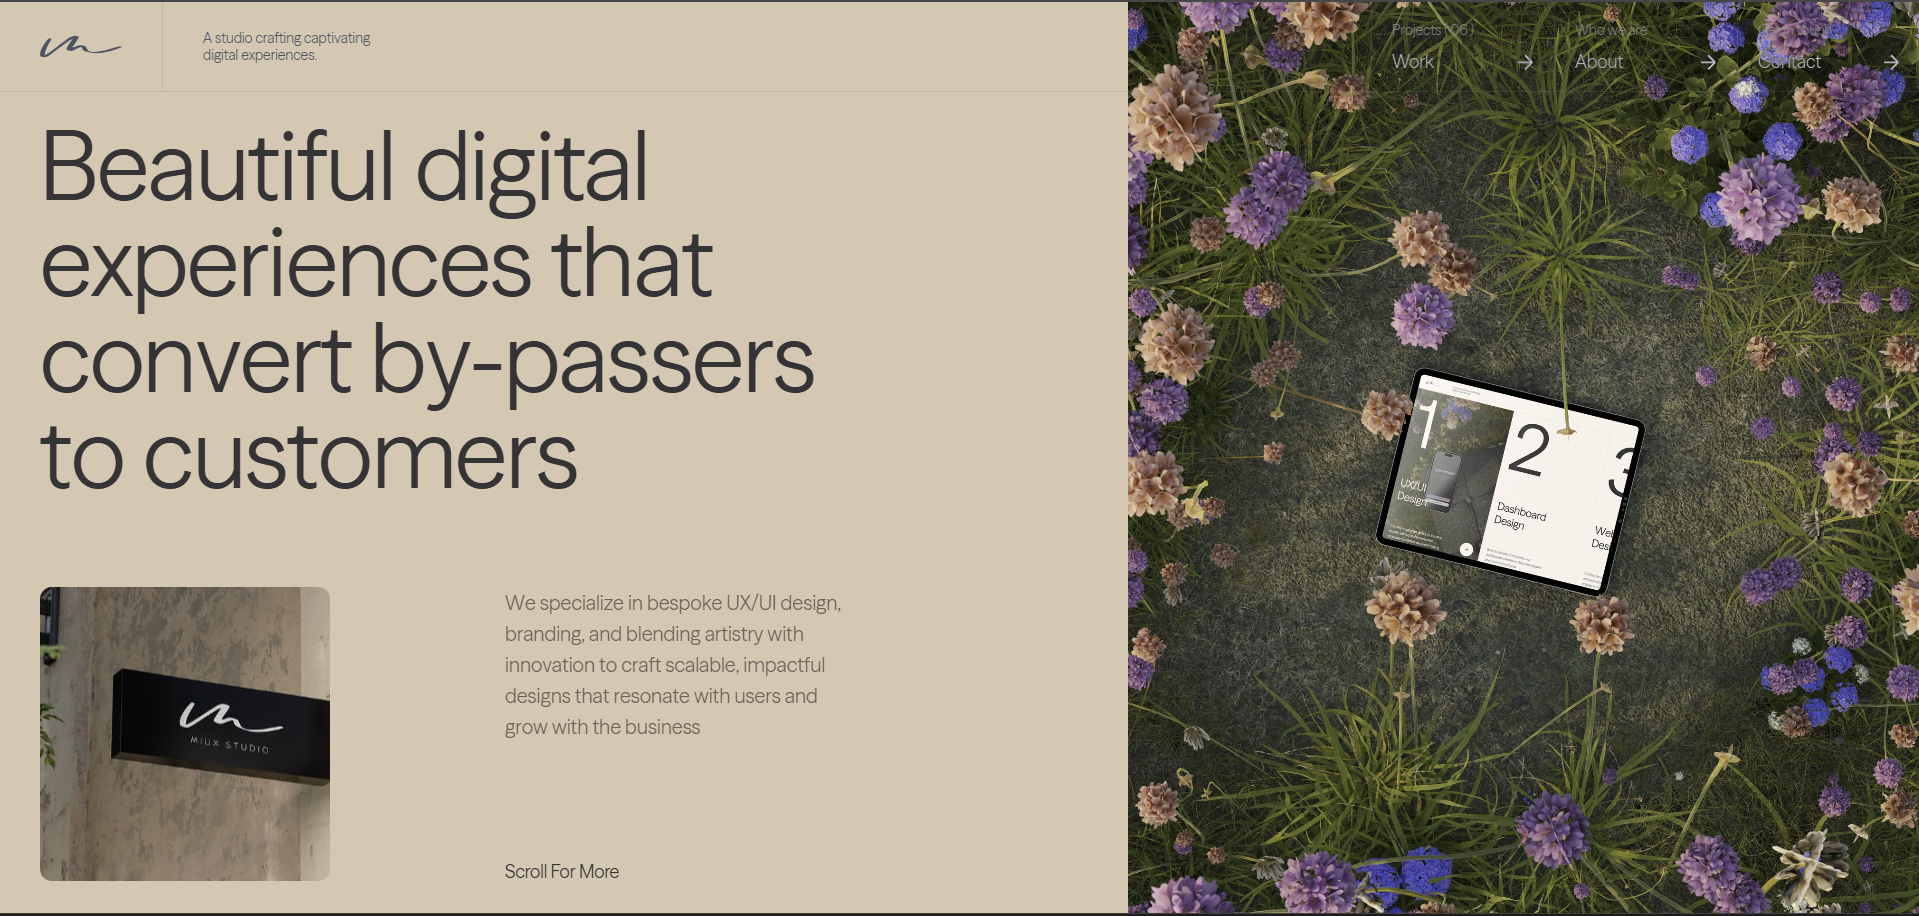 A studio crafting captivating
digital experiences.
Projects (06)
Work
Who we are
About
Contact
Beautiful digital
experiences that
convert by-passers
to customers
MIUX STUDIO
We specialize in bespoke UX/UI design,
branding, and blending artistry with
innovation to craft scalable, impactful
designs that resonate with users and
grow with the business
Scroll For More
1
UX/UI
Design
2
Dashboard
Design
3